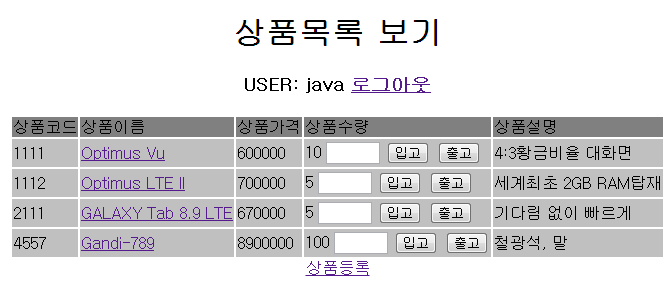 상품목록 보기
USER: java 로그아웃
상품코드 상품이름 상품가격 상품수량 상품설명
1111 Optimus Vu 600000 10 입고 출고 4:3황금비율 대화면
1112 Optimus LTE II 700000 5 입고 출고 세계최초 2GB RAM탑재
2111 GALAXY Tab 8.9 LTE 670000 5 입고 출고 기다림 없이 빠르게
4557 Gandi-789 8900000 100 입고 출고 철광석, 말
상품등록